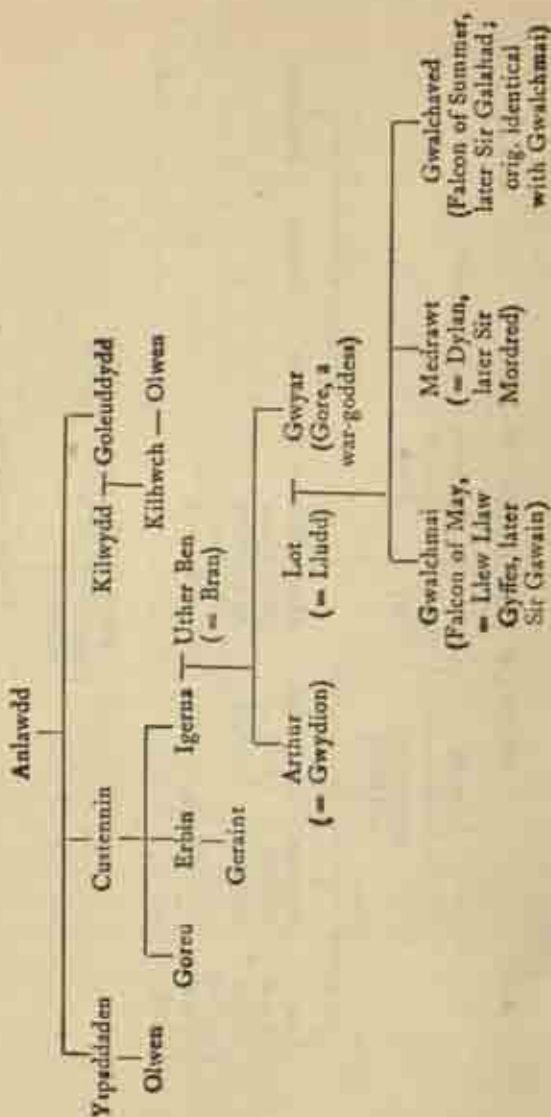 Anlawdd
Yspaddaden Custennin Kilwydd — Goleuddydd
Olwen Kilhwch — Olwen
Goreu Erbin Igerna — Uther Ben
(= Bran)
Geraint
Arthur Lot Gwyar
(= Gwydion) (= Lludd) (Gore, a
war-goddess)
Gwalchmai
(Falcon of May,
= Llew Llaw
Gyffes, later
Sir Gawain)
Medrawt
(= Dylan,
later Sir
Mordred)
Gwalchaved
(Falcon of Summer,
later Sir Galahad;
orig. identical
with Gwalchmai)